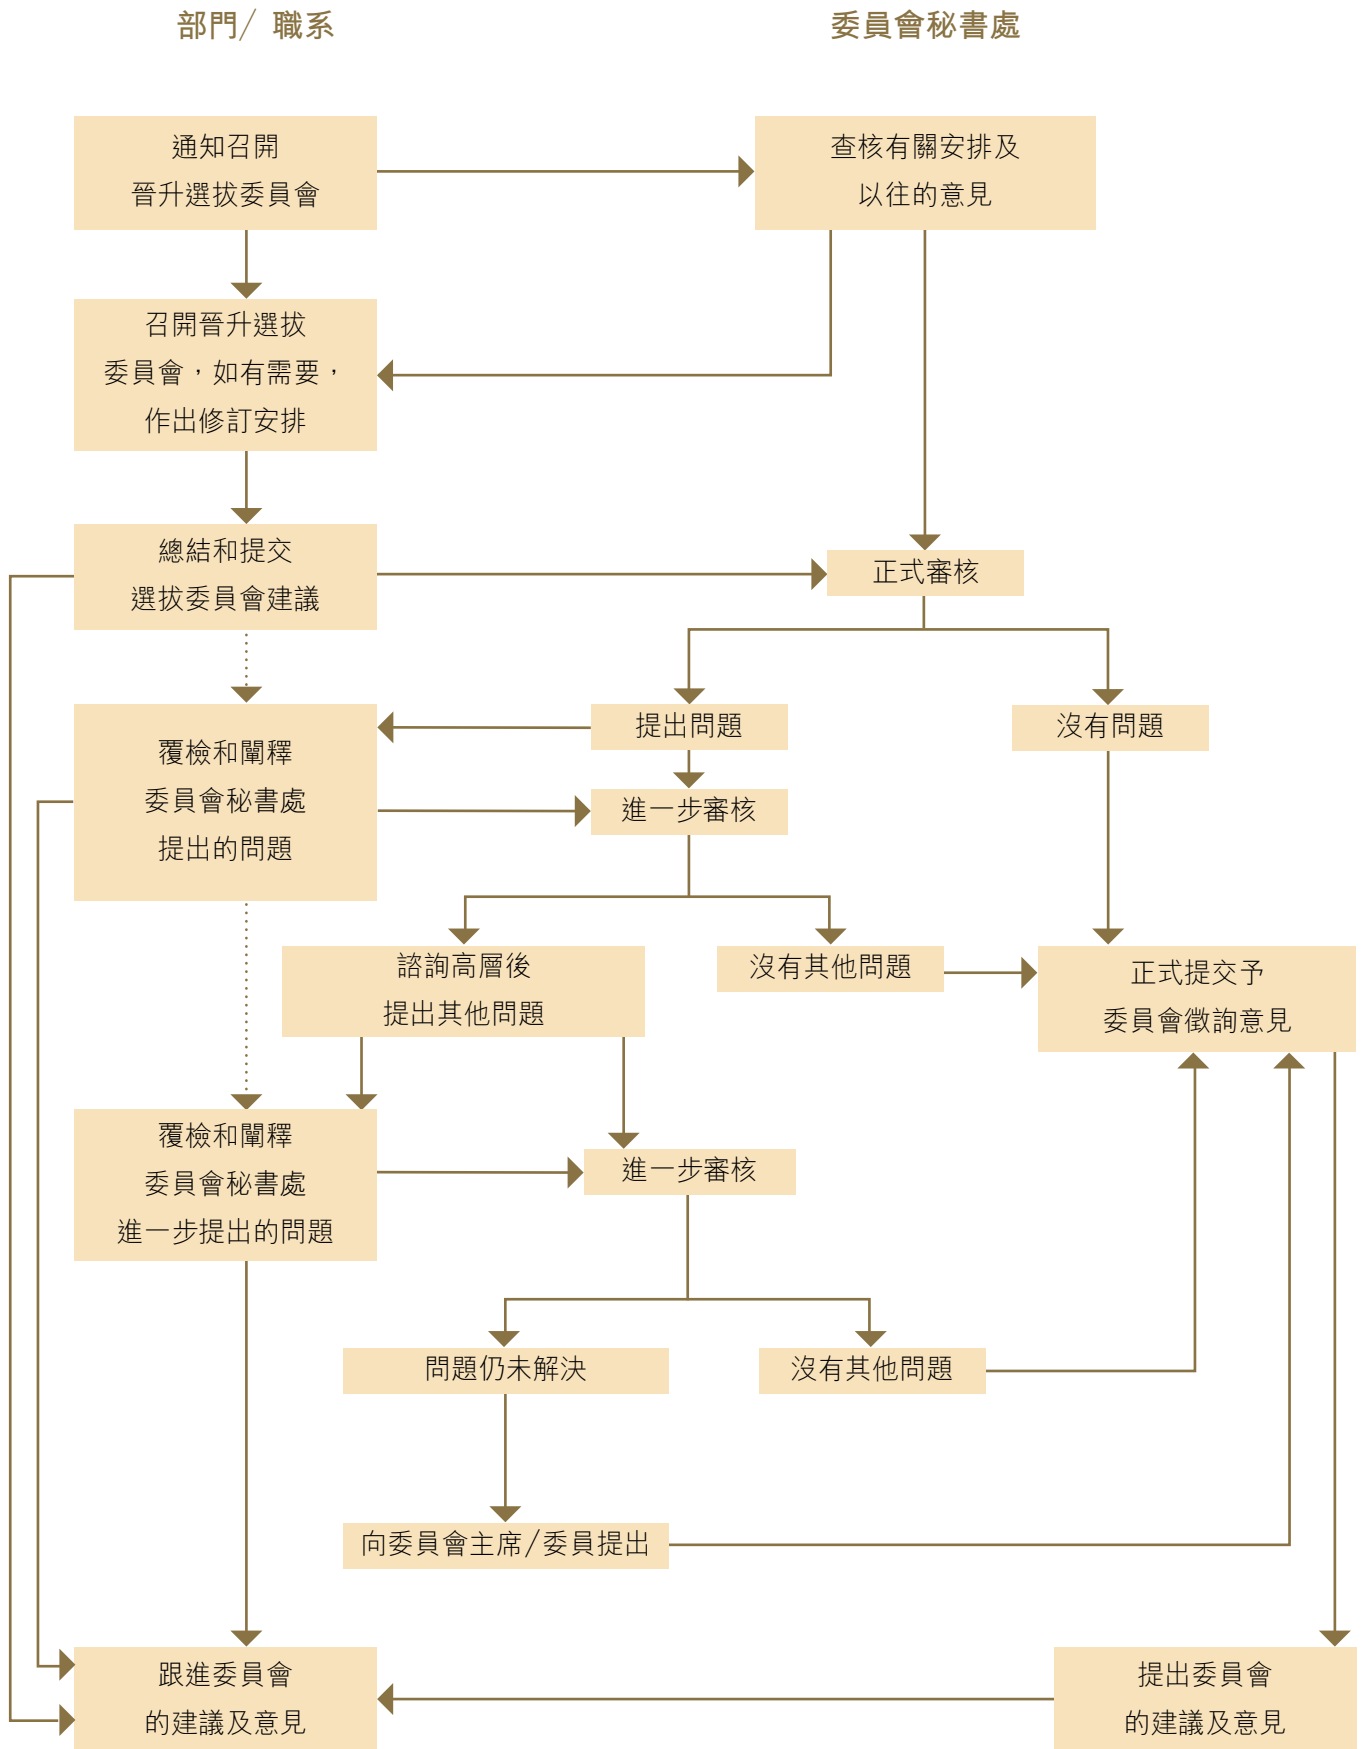 部門/ 職系
委員會秘書處
通知召開
晉升選拔委員會
查核有關安排及
以往的意見
召開晉升選拔
委員會，如有需要，
作出修訂安排
總結和提交
選拔委員會建議
正式審核
提出問題
沒有問題
覆檢和闡釋
委員會秘書處
提出的問題
進一步審核
諮詢高層後
提出其他問題
沒有其他問題
正式提交予
委員會徵詢意見
覆檢和闡釋
委員會秘書處
進一步提出的問題
進一步審核
問題仍未解決
沒有其他問題
向委員會主席/委員提出
跟進委員會
的建議及意見
提出委員會
的建議及意見